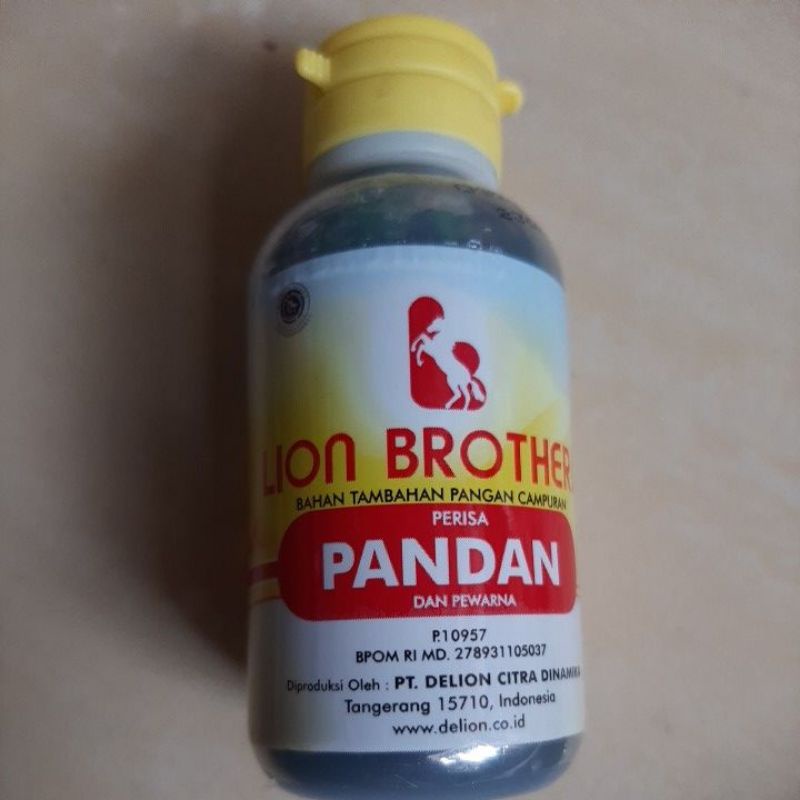 LION BROTHER
BAHAN TAMBAHAN PANGAN CAMPURAN
PERISA
PANDAN
DAN PEWARNA
P.10957
BPOM RI MD. 278931105037
Diproduksi Oleh : PT. DELION CITRA DINAMIKA
Tangerang 15710, Indonesia
www.delion.co.id